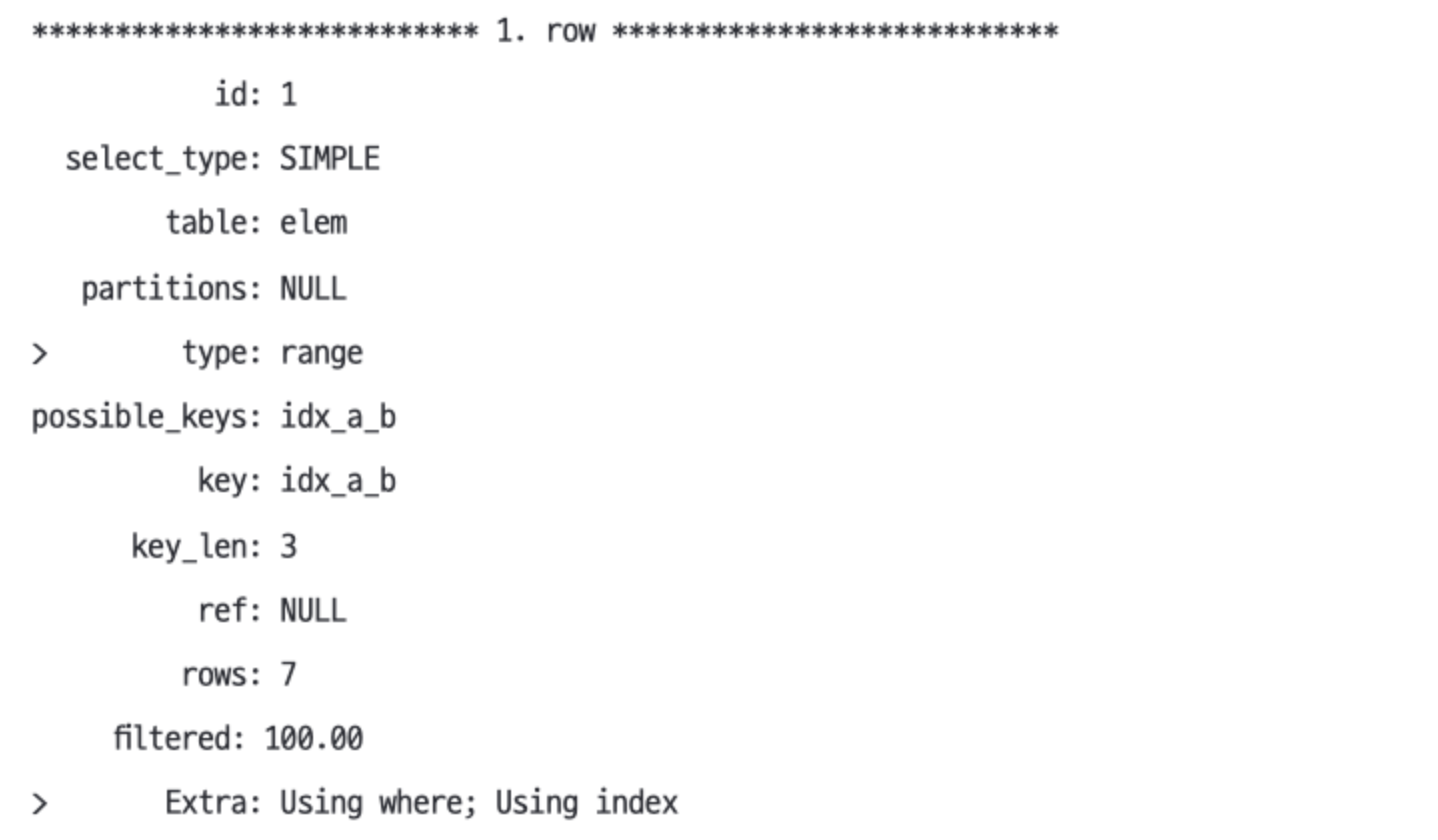 *************************** 1. row ***************************
id: 1
select_type: SIMPLE
table: elem
partitions: NULL
> type: range
possible_keys: idx_a_b
key: idx_a_b
key_len: 3
ref: NULL
rows: 7
filtered: 100.00
> Extra: Using where; Using index